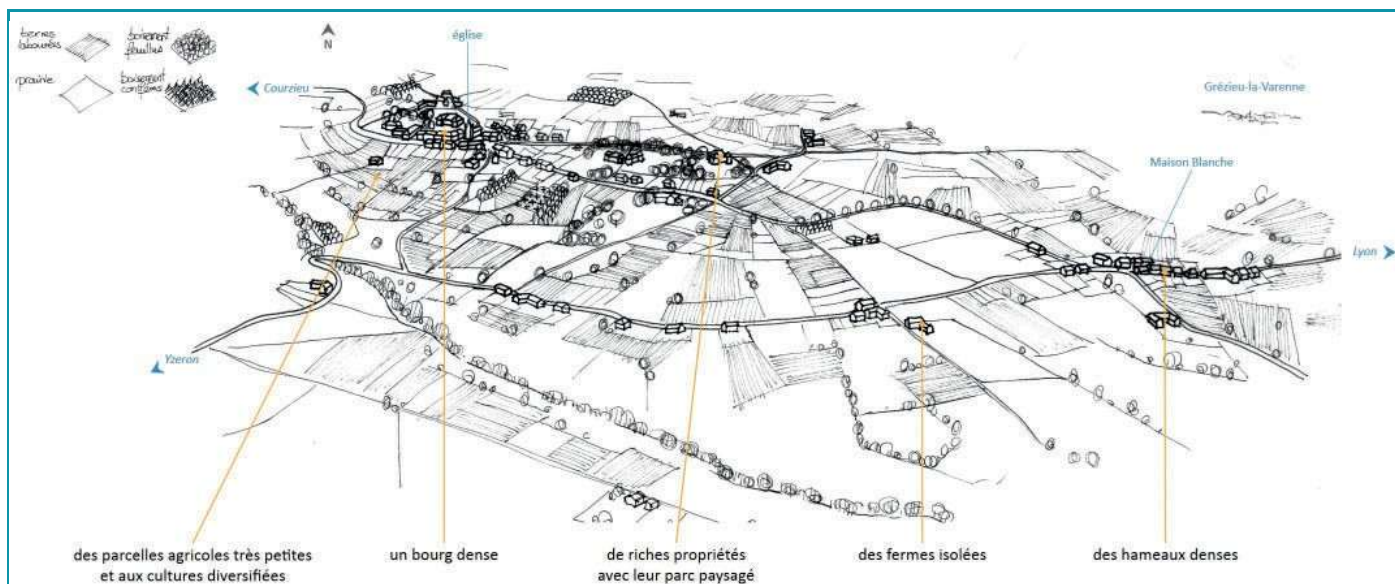 terres
labourées
boisement
feuillus
prairie
boisement
conifères
N
église
Courzieu
Grézieu-la-Varenne
Maison Blanche
Lyon
Yzeron
des parcelles agricoles très petites
et aux cultures diversifiées
un bourg dense
de riches propriétés
avec leur parc paysagé
des fermes isolées
des hameaux denses